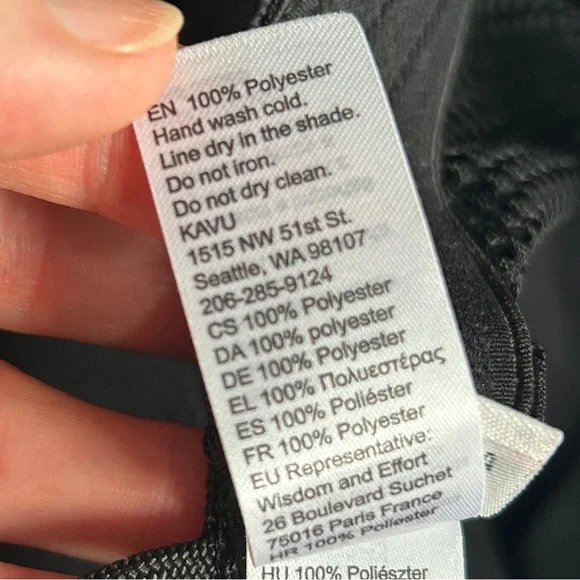 EN 100% Polyester
Hand wash cold.
Line dry in the shade.
Do not iron.
Do not dry clean.
KAVU
1515 NW 51st St.
Seattle, WA 98107
206-285-9124
CS 100% Polyester
DA 100% polyester
DE 100% Polyester
EL 100% Πολυεστέρας
ES 100% Poliéster
FR 100% Polyester
EU Representative:
Wisdom and Effort
26 Boulevard Suchet
75016 Paris France
HR 100% Poliester
HU 100% Poliészter